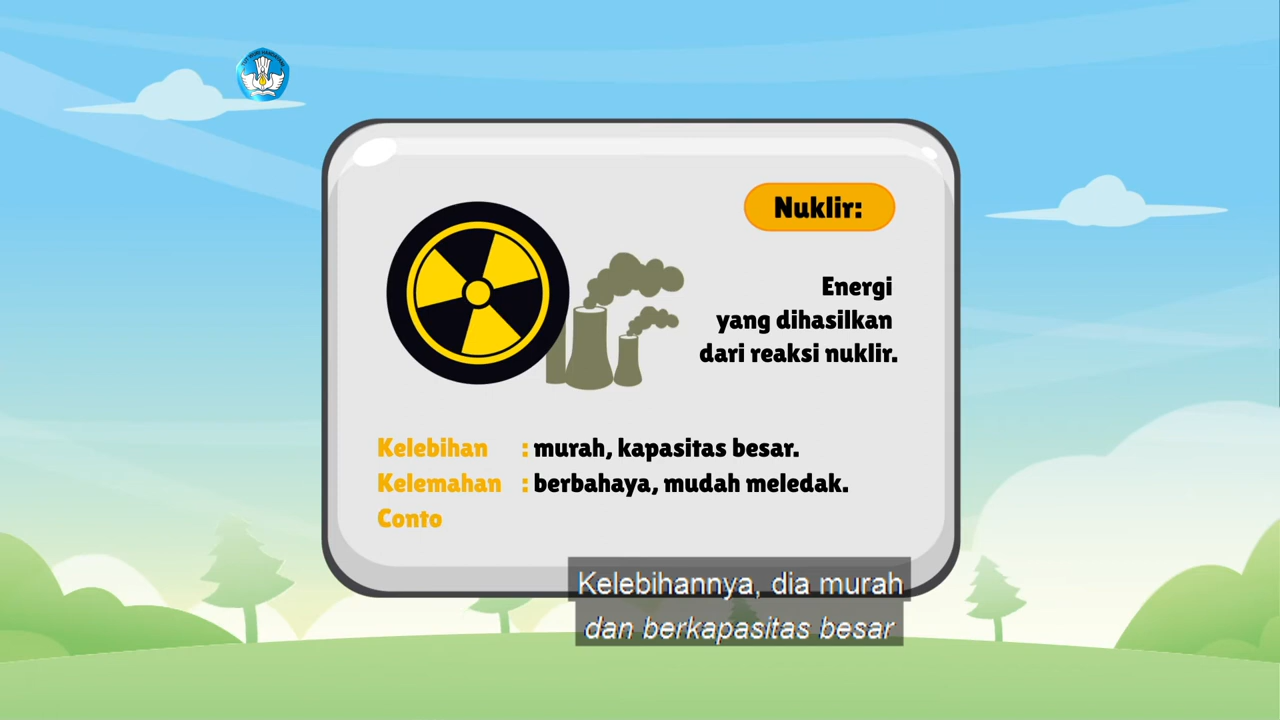 Nuklir:
Energi
yang dihasilkan
dari reaksi nuklir.
Kelebihan : murah, kapasitas besar.
Kelemahan : berbahaya, mudah meledak.
Conto
Kelebihannya, dia murah
dan berkapasitas besar